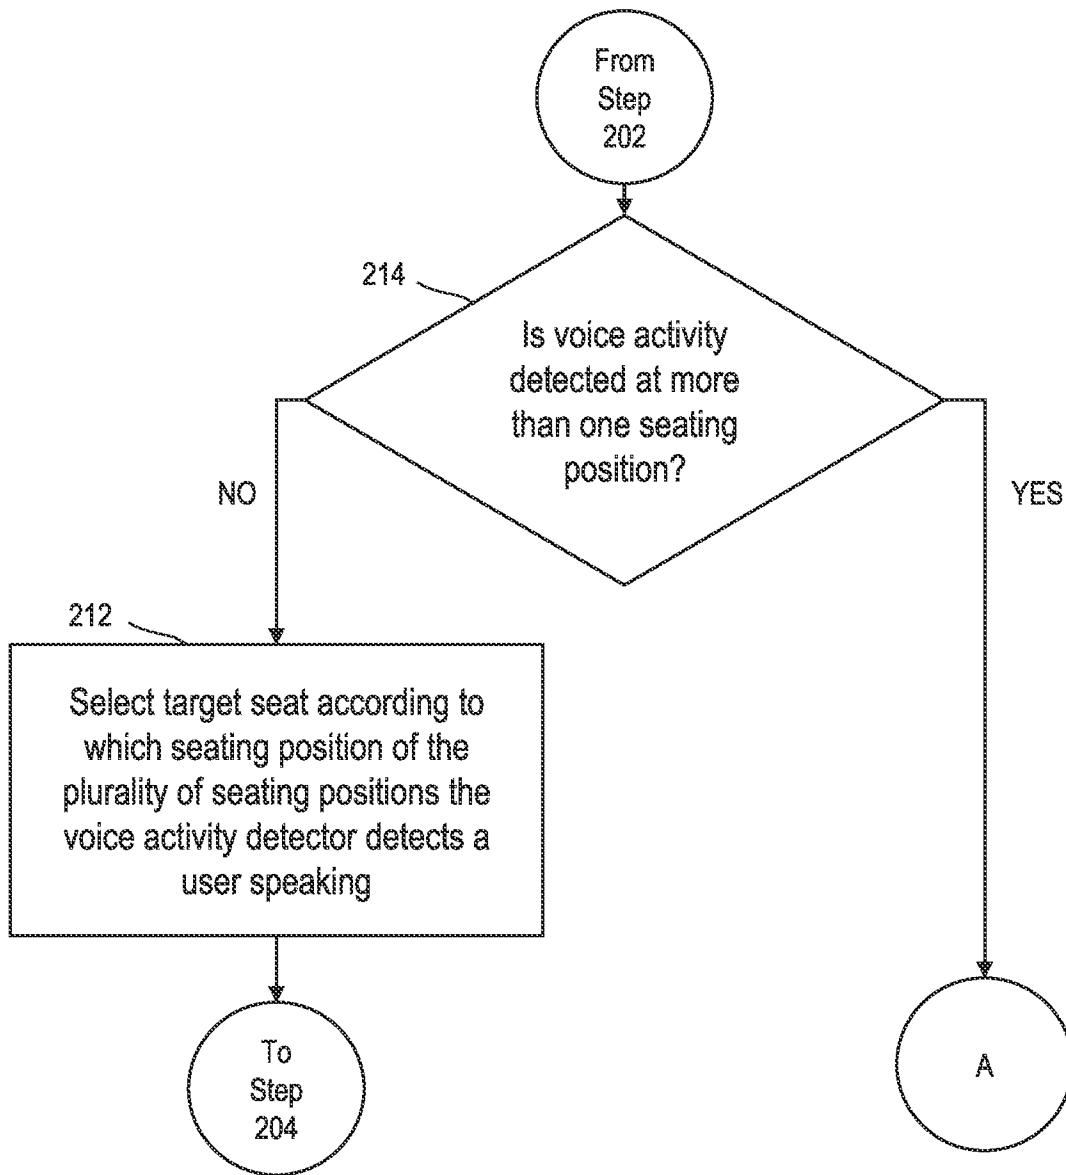 From
Step
202
214
Is voice activity
detected at more
than one seating
position?
NO
YES
212
Select target seat according to
which seating position of the
plurality of seating positions the
voice activity detector detects a
user speaking
To
Step
204
A